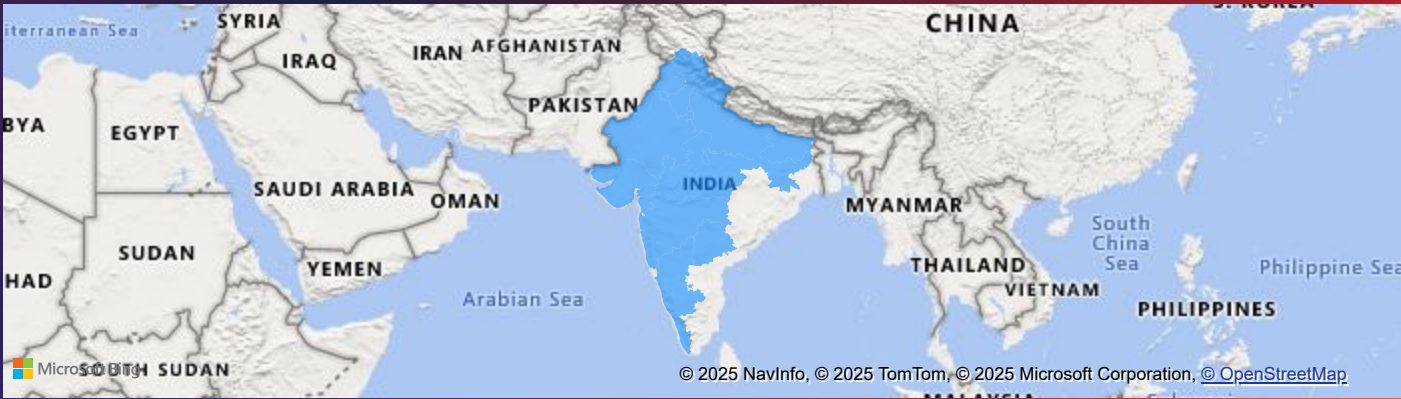 S. KOREA
SYRIA
CHINA
iterranean Sea
AFGHANISTAN
IRAN
IRAQ
PAKISTAN
BYA
EGYPT
INDIA
SAUDI ARABIA
OMAN
MYANMAR
South
China
Sea
SUDAN
YEMEN
THAILAND
Philippine Sea
HAD
VIETNAM
Arabian Sea
PHILIPPINES
Microsoft Bing
SOUTH SUDAN
© 2025 NavInfo, © 2025 TomTom, © 2025 Microsoft Corporation, © OpenStreetMap
MALAYSIA